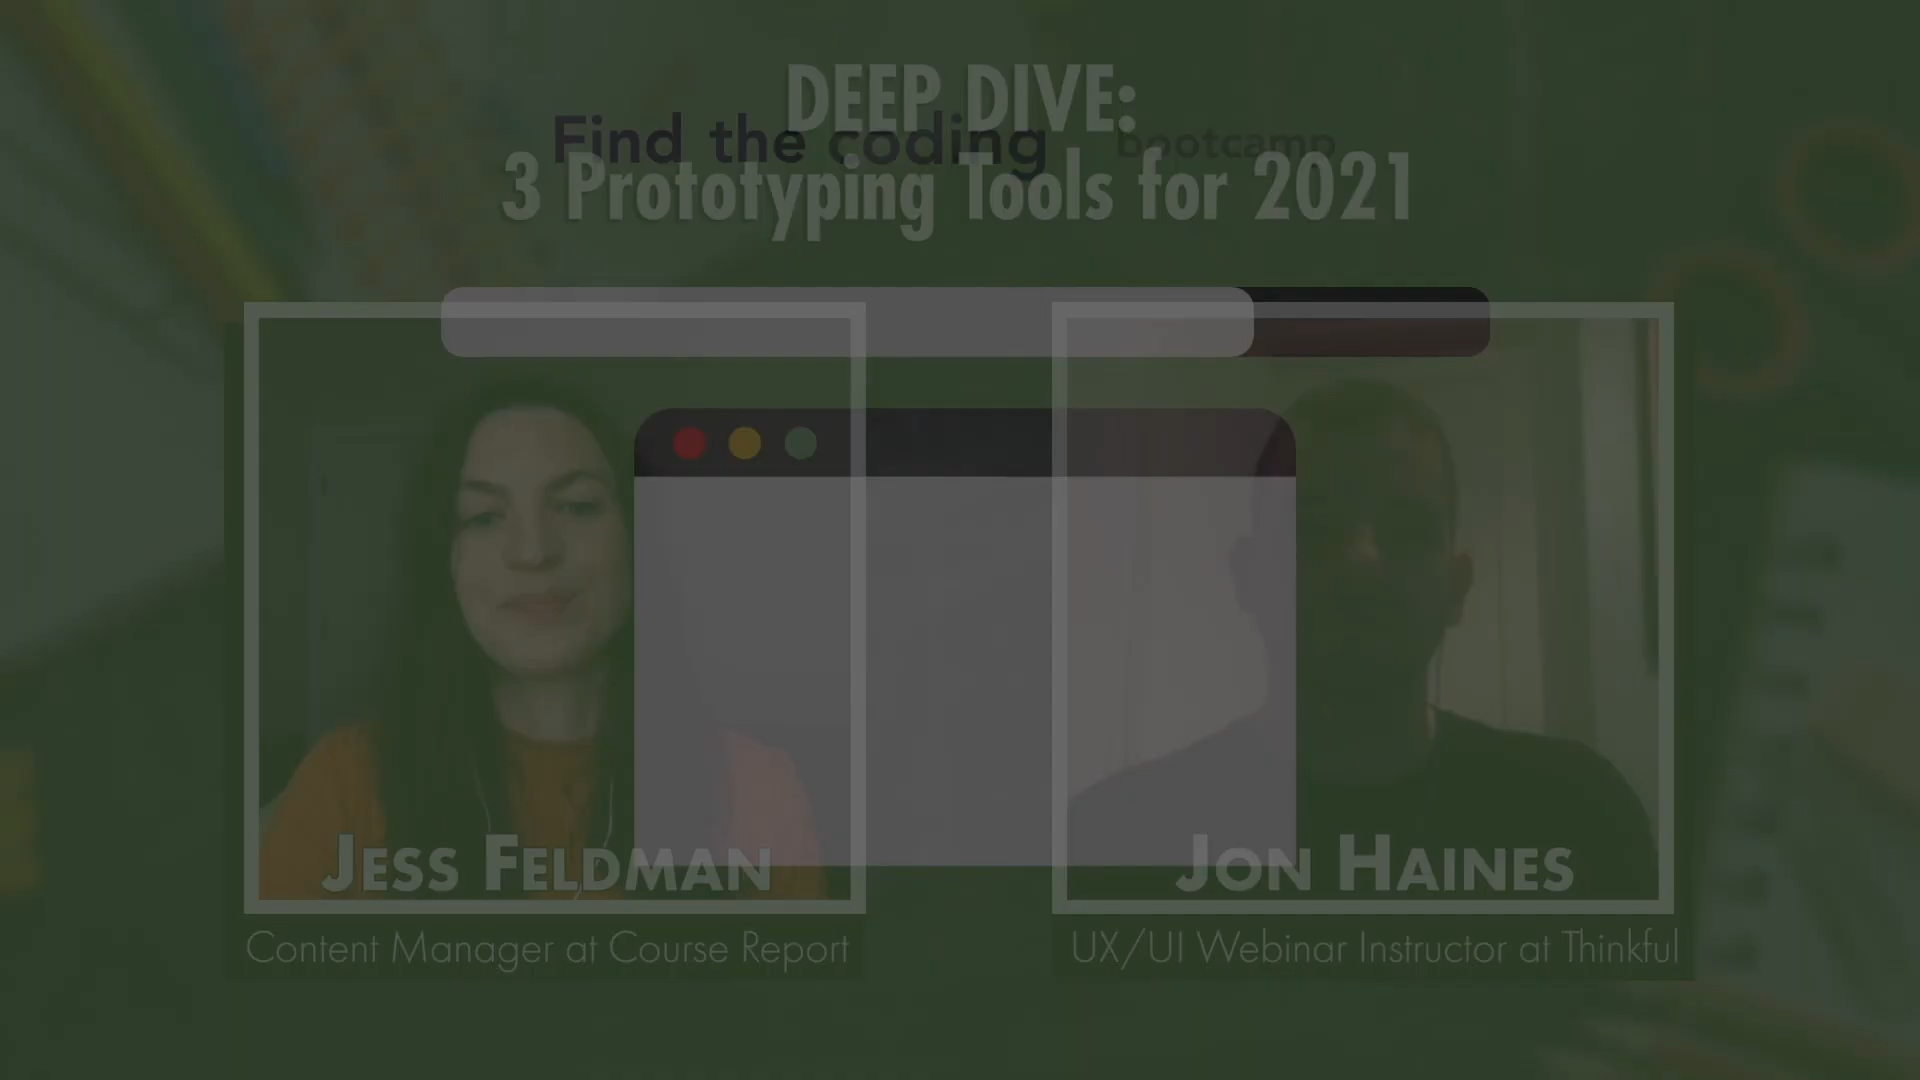 DEEP DIVE:
Find the coding bootcamp
3 Prototyping Tools for 2021
JESS FELDMAN
Content Manager at Course Report
JON HAINES
UX/UI Webinar Instructor at Thinkful